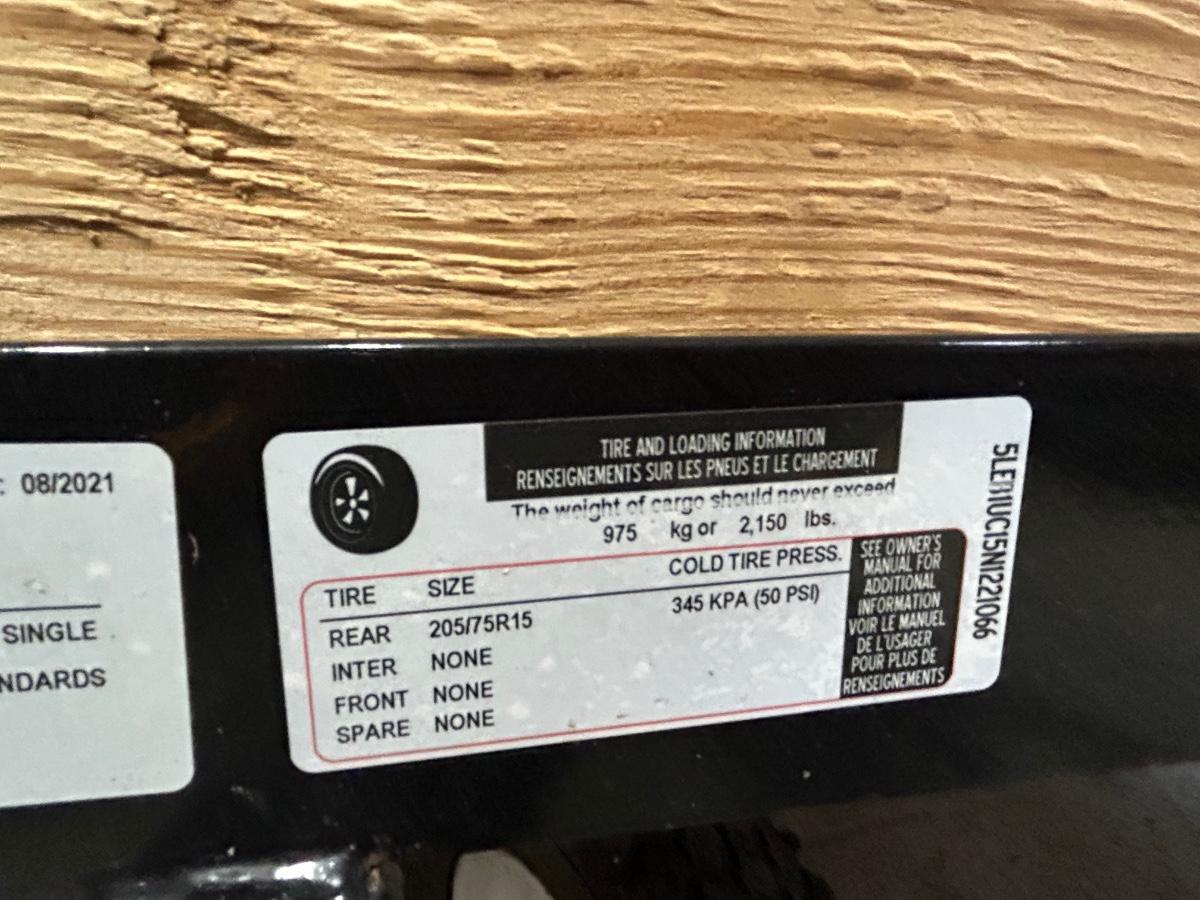 : 08/2021
SINGLE
NDARDS
TIRE AND LOADING INFORMATION
RENSEIGNEMENTS SUR LES PNEUS ET LE CHARGEMENT
The weight of cargo should never exceed
975 kg or 2,150 lbs.
TIRE SIZE COLD TIRE PRESS.
REAR 205/75R15 345 KPA (50 PSI)
INTER NONE
FRONT NONE
SPARE NONE
SEE OWNER'S
MANUAL FOR
ADDITIONAL
INFORMATION
VOIR LE MANUEL
DE L'USAGER
POUR PLUS DE
RENSEIGNEMENTS
5LEB1UC15N1221066